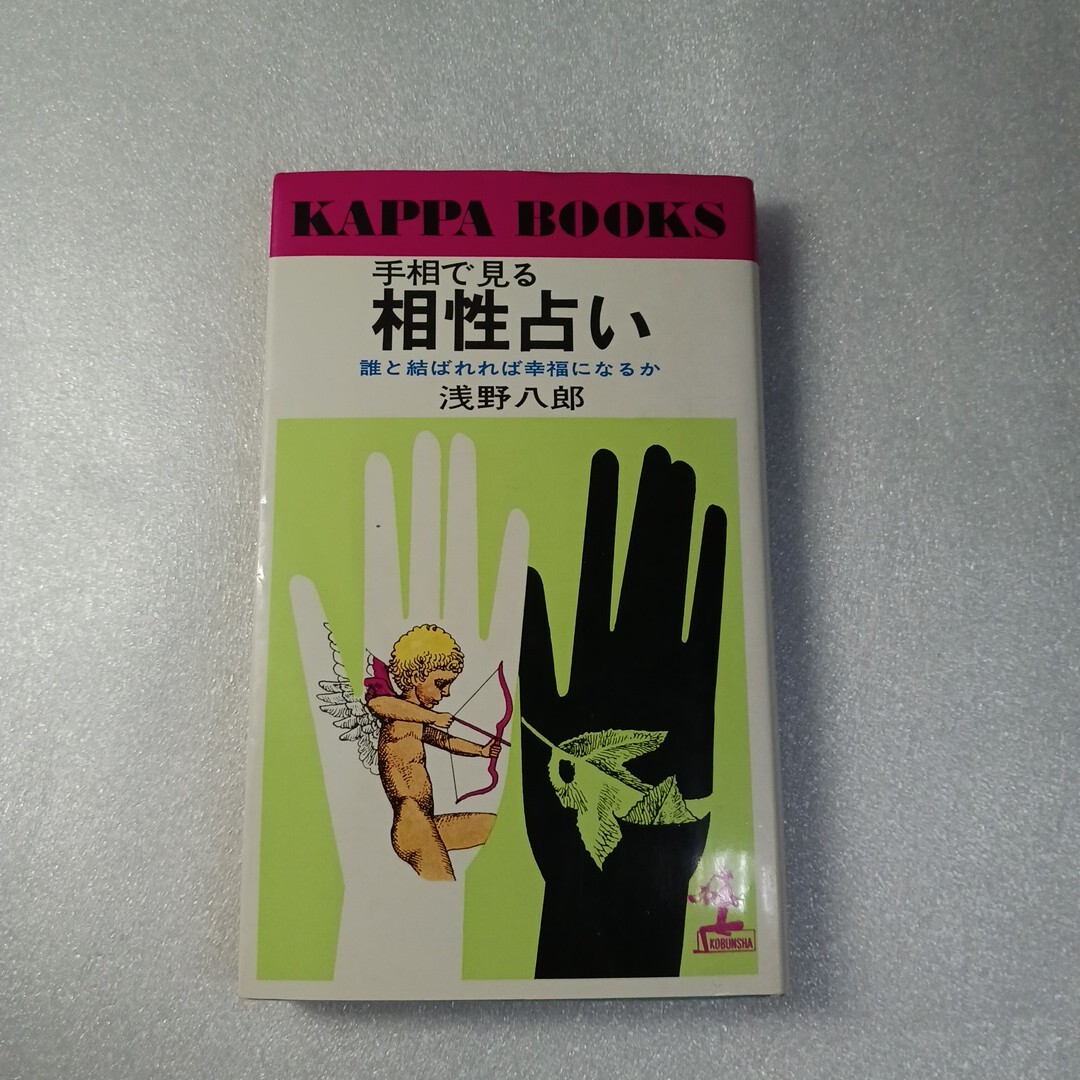 KAPPA BOOKS
手相で見る
相性占い
誰と結ばれれば幸福になるか
浅野八郎
KOBUNSHA